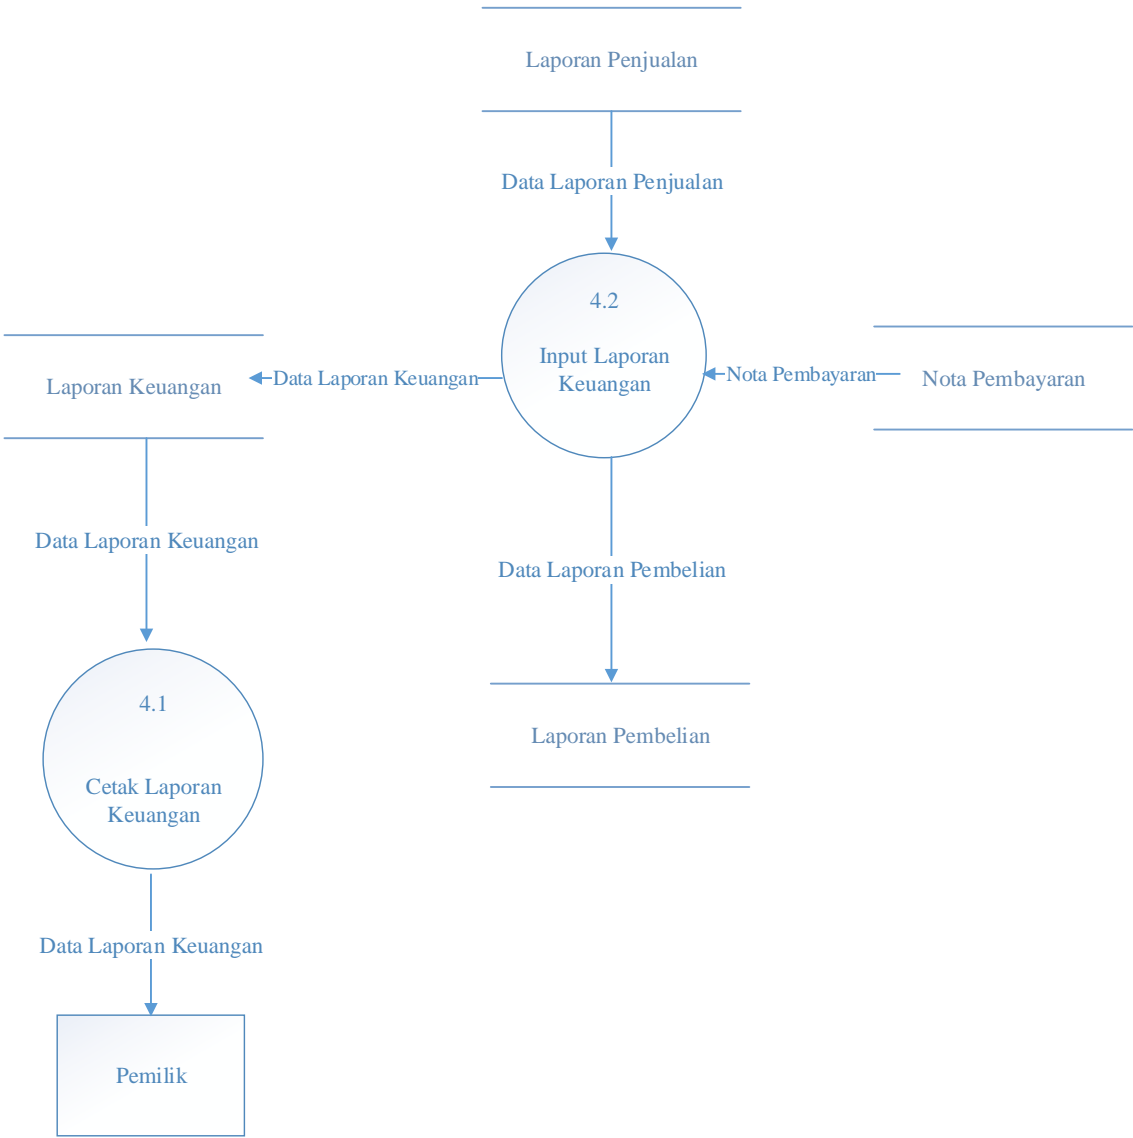 Laporan Penjualan
Data Laporan Penjualan
4.2
Input Laporan
Keuangan
Data Laporan Keuangan
Nota Pembayaran
Nota Pembayaran
Laporan Keuangan
Data Laporan Keuangan
Data Laporan Pembelian
4.1
Cetak Laporan
Keuangan
Laporan Pembelian
Data Laporan Keuangan
Pemilik